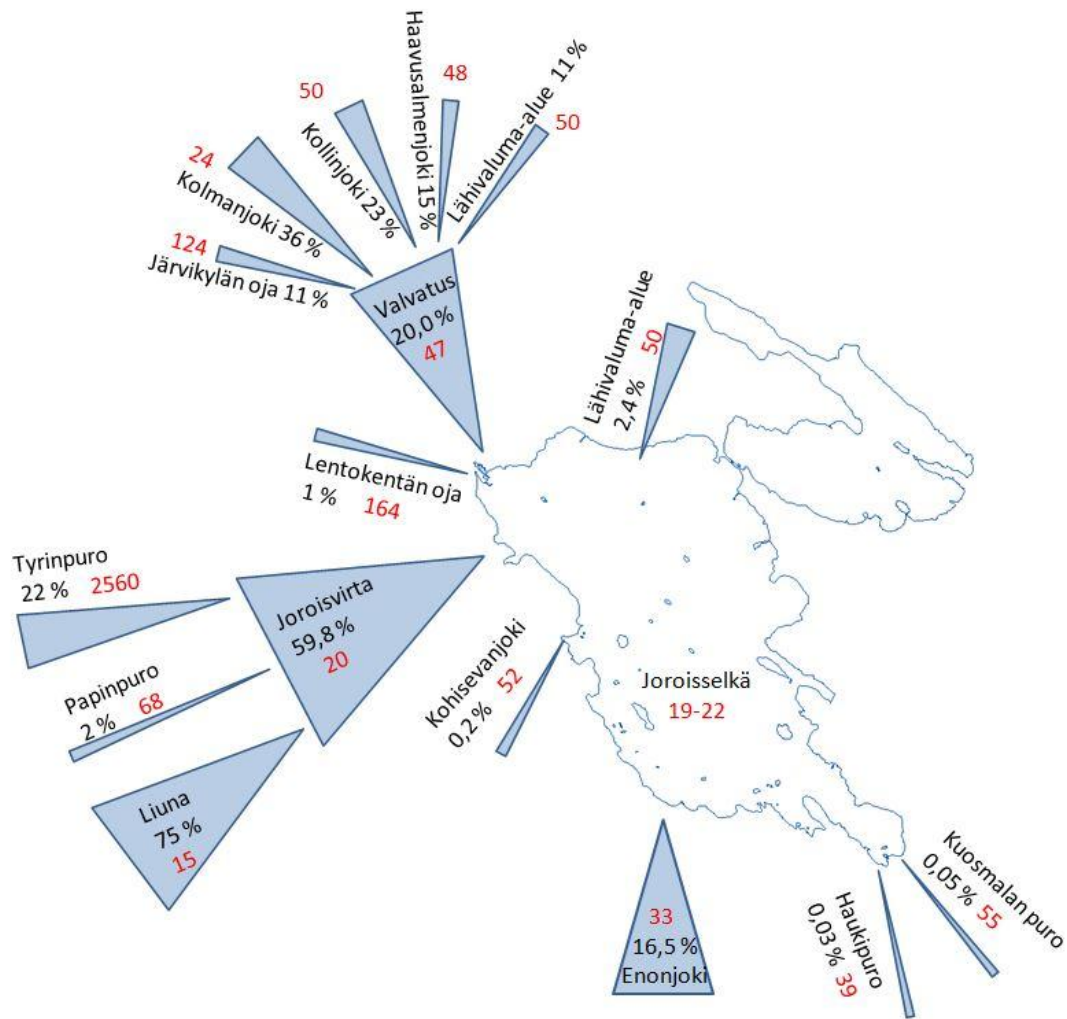 Haavusalmenjoki 15 %
48
Lähivaluma-alue 11 %
50
50
Kollinjoki 23 %
24
Kolmanjoki 36 %
124
Järvikylän oja 11 %
Valvatus
20,0 %
47
Lähivaluma-alue
2,4 % 50
Lentokentän oja
1 % 164
Tyrinpuro
22 % 2560
Joroisvirta
59,8 %
20
Papinpuro
2 % 68
Kohisevanjoki
0,2 % 52
Joroisselkä
19-22
Liuna
75 %
15
33
16,5 %
Enonjoki
Haukipuro
0,03 % 39
Kuosmalan puro
0,05 % 55